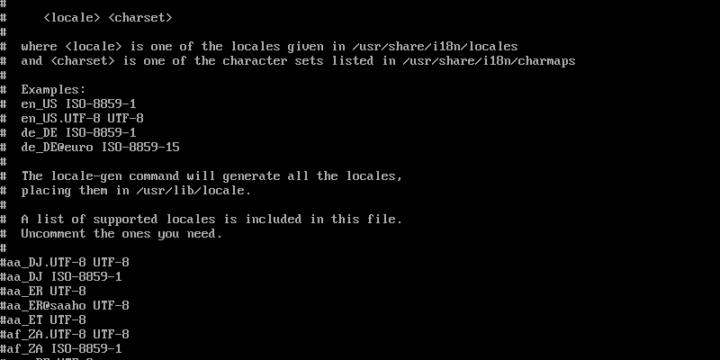 #
#     <locale> <charset>
#
#  where <locale> is one of the locales given in /usr/share/i18n/locales
#  and <charset> is one of the character sets listed in /usr/share/i18n/charmaps
#
#  Examples:
#  en_US ISO-8859-1
#  en_US.UTF-8 UTF-8
#  de_DE ISO-8859-1
#  de_DE@euro ISO-8859-15
#
#  The locale-gen command will generate all the locales,
#  placing them in /usr/lib/locale.
#
#  A list of supported locales is included in this file.
#  Uncomment the ones you need.
#
#aa_DJ.UTF-8 UTF-8
#aa_DJ ISO-8859-1
#aa_ER UTF-8
#aa_ER@saaho UTF-8
#aa_ET UTF-8
#af_ZA.UTF-8 UTF-8
#af_ZA ISO-8859-1